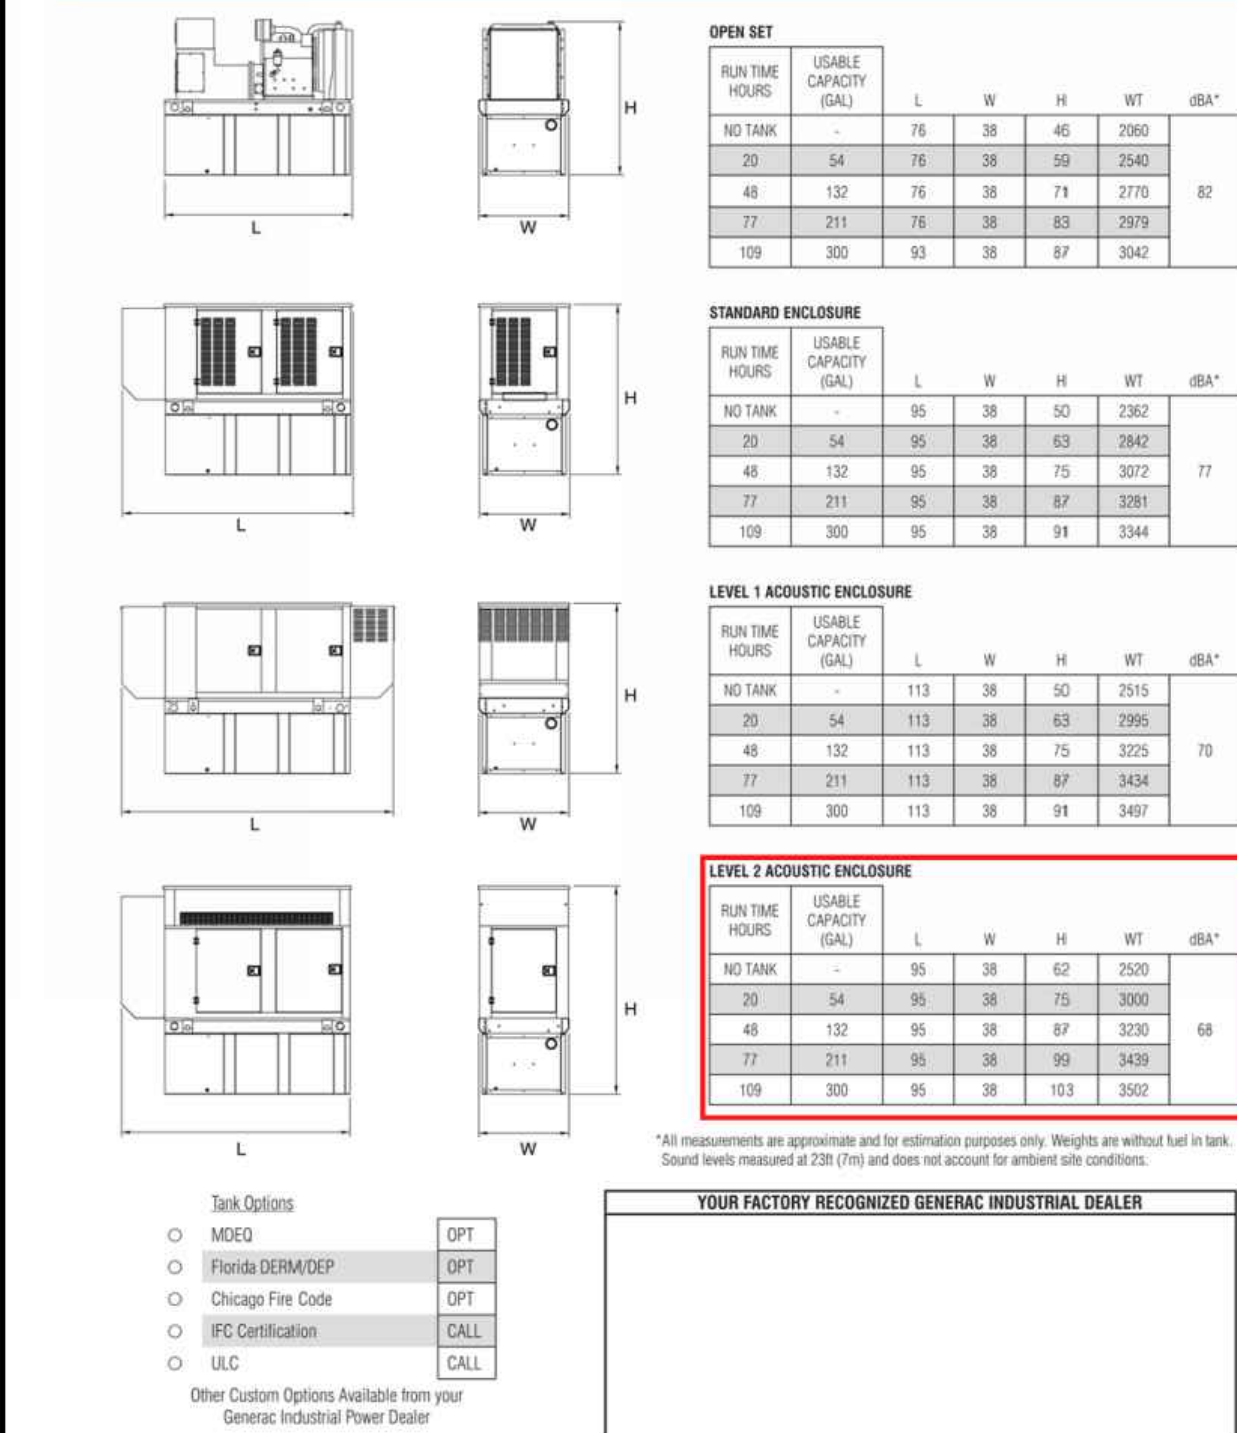 H
L
W
OPEN SET
RUN TIME HOURS USABLE CAPACITY (GAL) L W H WT dBA*
NO TANK - 76 38 46 2060
20 54 76 38 59 2540
48 132 76 38 71 2770 82
77 211 76 38 83 2979
109 300 93 38 87 3042
H
L
W
STANDARD ENCLOSURE
RUN TIME HOURS USABLE CAPACITY (GAL) L W H WT dBA*
NO TANK - 95 38 50 2362
20 54 95 38 63 2842
48 132 95 38 75 3072 77
77 211 95 38 87 3281
109 300 95 38 91 3344
H
L
W
LEVEL 1 ACOUSTIC ENCLOSURE
RUN TIME HOURS USABLE CAPACITY (GAL) L W H WT dBA*
NO TANK - 113 38 50 2515
20 54 113 38 63 2995
48 132 113 38 75 3225 70
77 211 113 38 87 3434
109 300 113 38 91 3497
H
L
W
LEVEL 2 ACOUSTIC ENCLOSURE
RUN TIME HOURS USABLE CAPACITY (GAL) L W H WT dBA*
NO TANK - 95 38 62 2520
20 54 95 38 75 3000
48 132 95 38 87 3230 68
77 211 95 38 99 3439
109 300 95 38 103 3502
*All measurements are approximate and for estimation purposes only. Weights are without fuel in tank.
Sound levels measured at 23ft (7m) and does not account for ambient site conditions.
Tank Options
MDEQ OPT
Florida DERM/DEP OPT
Chicago Fire Code OPT
IFC Certification CALL
ULC CALL
Other Custom Options Available from your
Generac Industrial Power Dealer
YOUR FACTORY RECOGNIZED GENERAC INDUSTRIAL DEALER